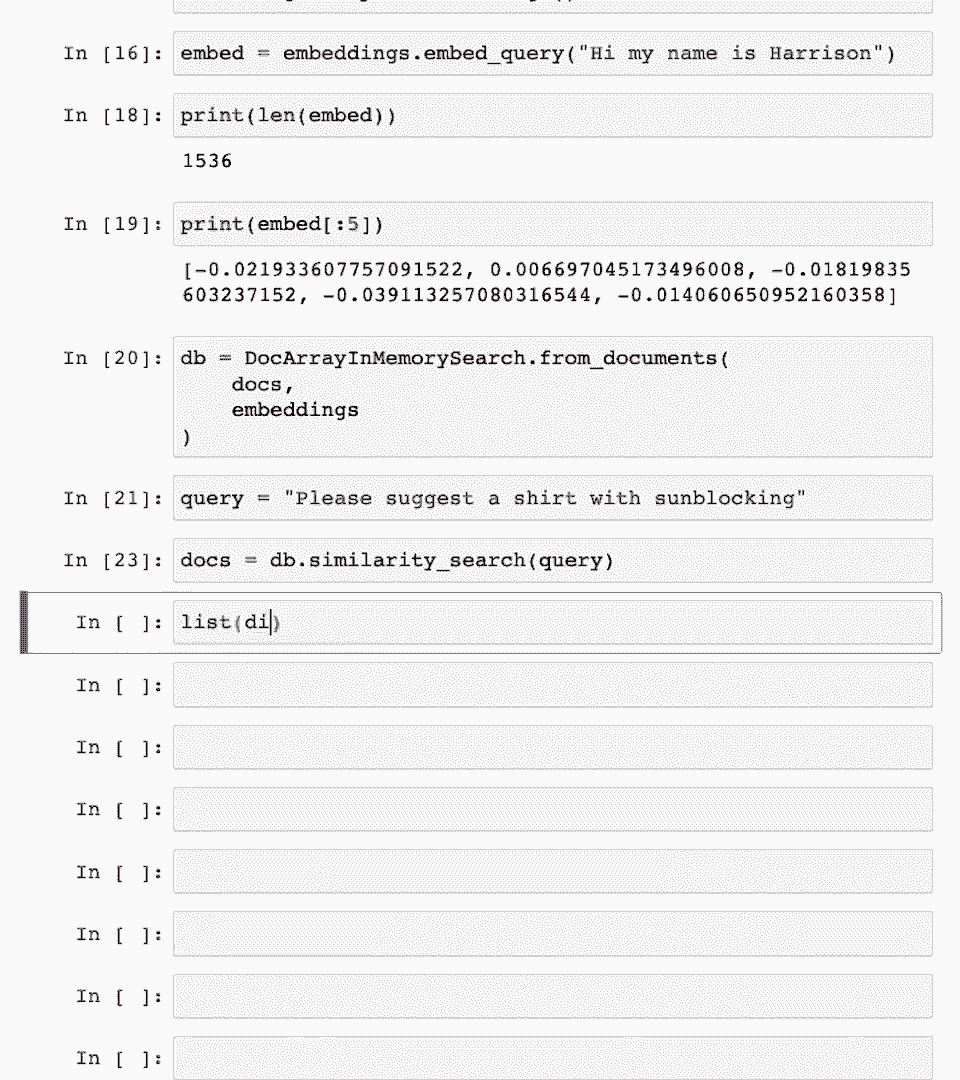 In [16]: embed = embeddings.embed_query("Hi my name is Harrison")
In [18]: print(len(embed))
1536
In [19]: print(embed[:5])
[-0.021933607757091522, 0.006697045173496008, -0.01819835
603237152, -0.039113257080316544, -0.014060650952160358]
In [20]: db = DocArrayInMemorySearch.from_documents(
docs,
embeddings
)
In [21]: query = "Please suggest a shirt with sunblocking"
In [23]: docs = db.similarity_search(query)
In [ ]: list(di)
In [ ]:
In [ ]:
In [ ]:
In [ ]:
In [ ]:
In [ ]:
In [ ]: